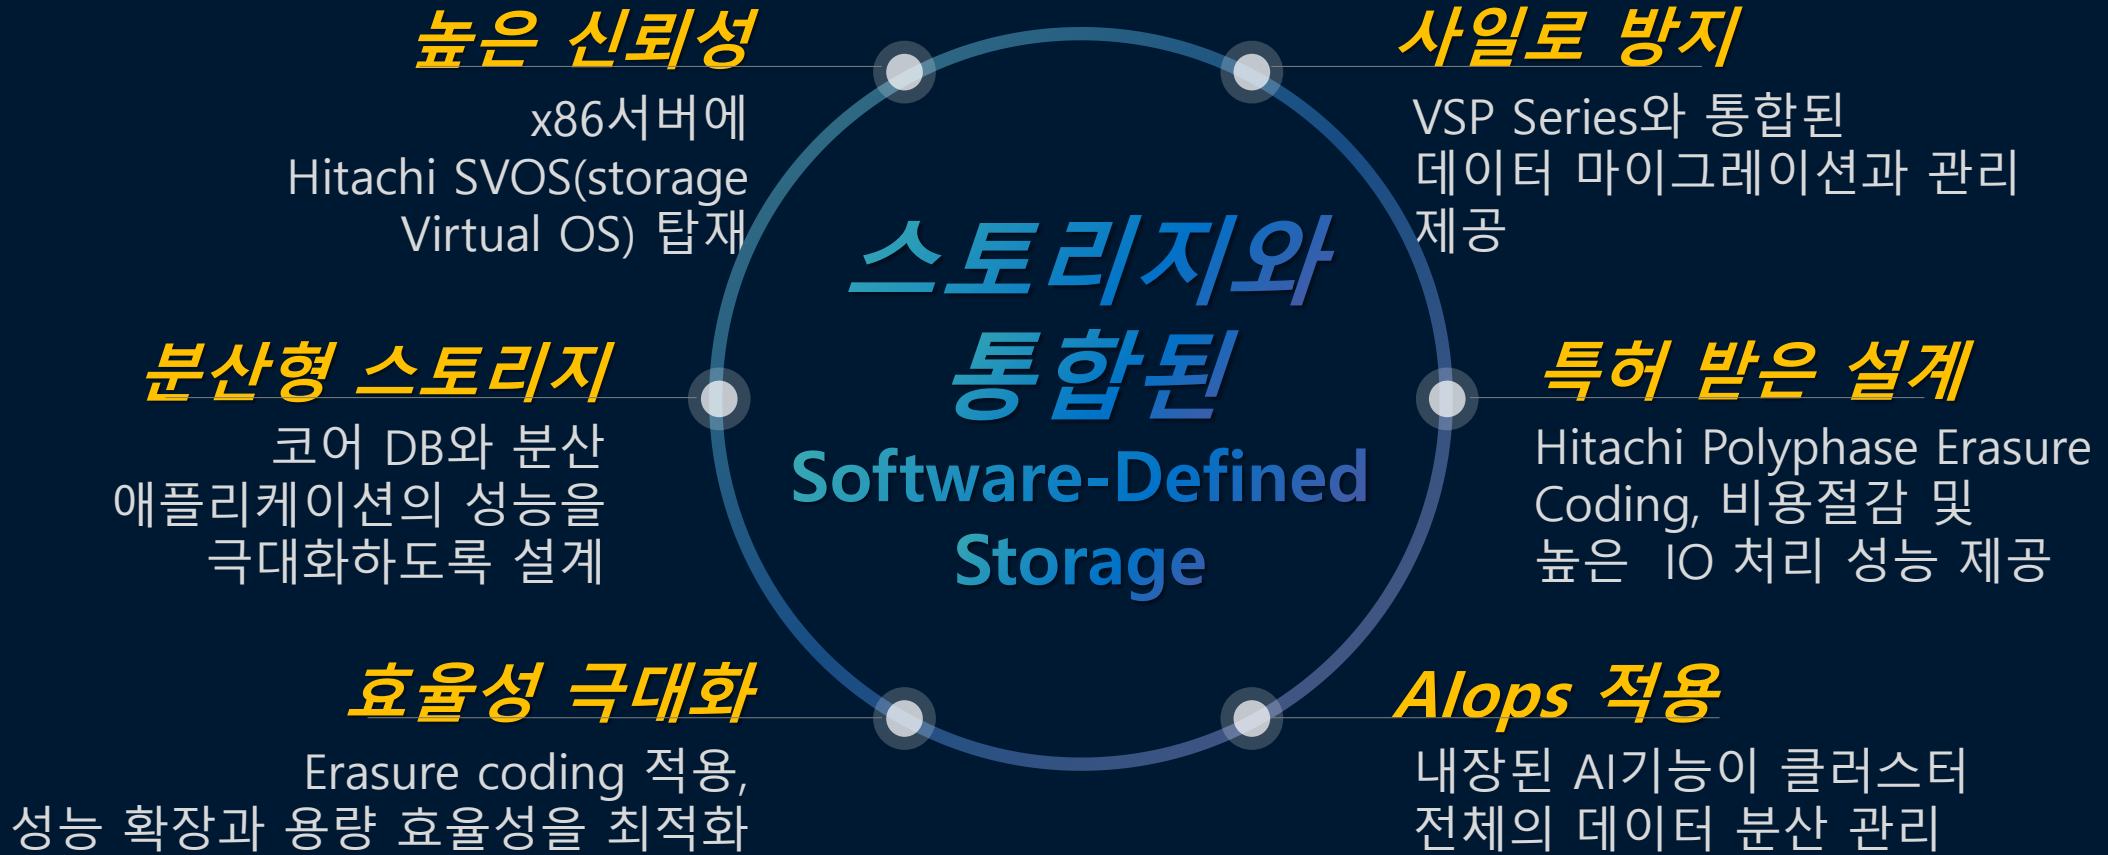 높은 신뢰성
x86서버에
Hitachi SVOS(storage
Virtual OS) 탑재
분산형 스토리지
코어 DB와 분산
애플리케이션의 성능을
극대화하도록 설계
효율성 극대화
Erasure coding 적용,
성능 확장과 용량 효율성을 최적화
스토리지와
통합된
Software-Defined
Storage
사일로 방지
VSP Series와 통합된
데이터 마이그레이션과 관리
제공
특허 받은 설계
Hitachi Polyphase Erasure
Coding, 비용절감 및
높은 IO 처리 성능 제공
AIops 적용
내장된 AI기능이 클러스터
전체의 데이터 분산 관리